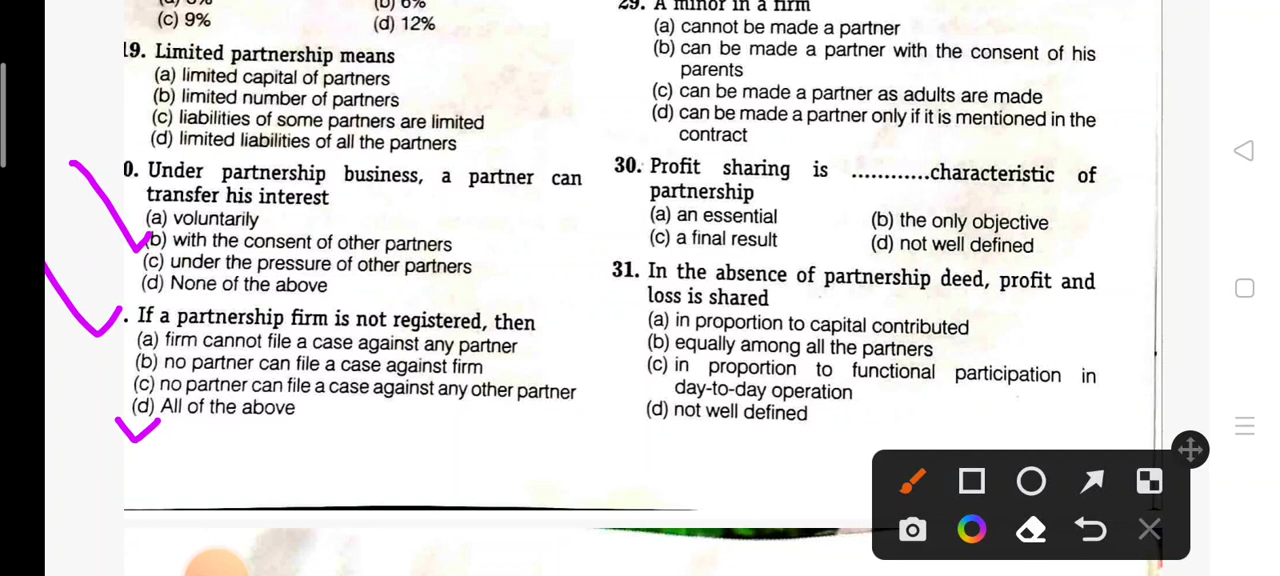 (c) 9% (d) 12%
19. Limited partnership means
(a) limited capital of partners
(b) limited number of partners
(c) liabilities of some partners are limited
(d) limited liabilities of all the partners
0. Under partnership business, a partner can
transfer his interest
(a) voluntarily
(b) with the consent of other partners
(c) under the pressure of other partners
(d) None of the above
. If a partnership firm is not registered, then
(a) firm cannot file a case against any partner
(b) no partner can file a case against firm
(c) no partner can file a case against any other partner
(d) All of the above
29. A minor in a firm
(a) cannot be made a partner
(b) can be made a partner with the consent of his
parents
(c) can be made a partner as adults are made
(d) can be made a partner only if it is mentioned in the
contract
30. Profit sharing is ............characteristic of
partnership
(a) an essential (b) the only objective
(c) a final result (d) not well defined
31. In the absence of partnership deed, profit and
loss is shared
(a) in proportion to capital contributed
(b) equally among all the partners
(c) in proportion to functional participation in
day-to-day operation
(d) not well defined